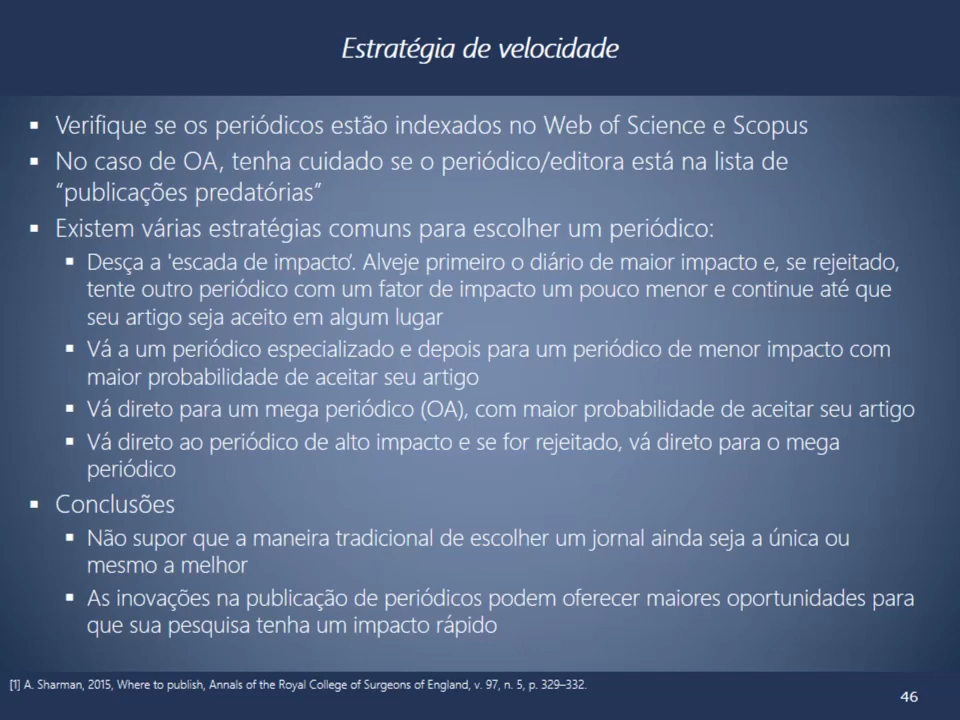 Estratégia de velocidade
▪ Verifique se os periódicos estão indexados no Web of Science e Scopus
▪ No caso de OA, tenha cuidado se o periódico/editora está na lista de
“publicações predatórias”
▪ Existem várias estratégias comuns para escolher um periódico:
▪ Desça a 'escada de impacto’. Alveje primeiro o diário de maior impacto e, se rejeitado,
tente outro periódico com um fator de impacto um pouco menor e continue até que
seu artigo seja aceito em algum lugar
▪ Vá a um periódico especializado e depois para um periódico de menor impacto com
maior probabilidade de aceitar seu artigo
▪ Vá direto para um mega periódico (OA), com maior probabilidade de aceitar seu artigo
▪ Vá direto ao periódico de alto impacto e se for rejeitado, vá direto para o mega
periódico
▪ Conclusões
▪ Não supor que a maneira tradicional de escolher um jornal ainda seja a única ou
mesmo a melhor
▪ As inovações na publicação de periódicos podem oferecer maiores oportunidades para
que sua pesquisa tenha um impacto rápido
[1] A. Sharman, 2015, Where to publish, Annals of the Royal College of Surgeons of England, v. 97, n. 5, p. 329–332.
46